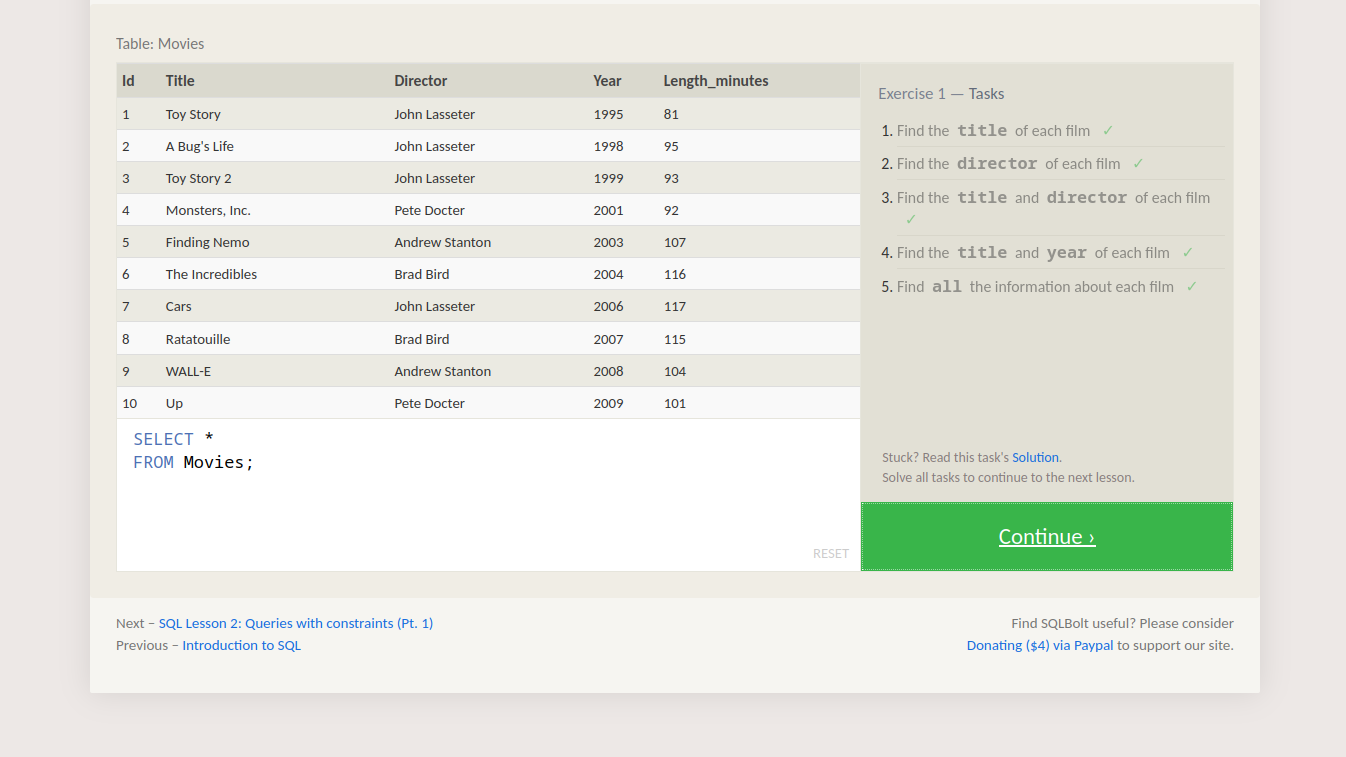 Table: Movies
Id Title Director Year Length_minutes
1 Toy Story John Lasseter 1995 81
2 A Bug's Life John Lasseter 1998 95
3 Toy Story 2 John Lasseter 1999 93
4 Monsters, Inc. Pete Docter 2001 92
5 Finding Nemo Andrew Stanton 2003 107
6 The Incredibles Brad Bird 2004 116
7 Cars John Lasseter 2006 117
8 Ratatouille Brad Bird 2007 115
9 WALL-E Andrew Stanton 2008 104
10 Up Pete Docter 2009 101
SELECT *
FROM Movies;
RESET
Exercise 1 — Tasks
1. Find the title of each film ✓
2. Find the director of each film ✓
3. Find the title and director of each film
✓
4. Find the title and year of each film ✓
5. Find all the information about each film ✓
Stuck? Read this task's Solution.
Solve all tasks to continue to the next lesson.
Continue ›
Next – SQL Lesson 2: Queries with constraints (Pt. 1)
Previous – Introduction to SQL
Find SQLBolt useful? Please consider
Donating ($4) via Paypal to support our site.